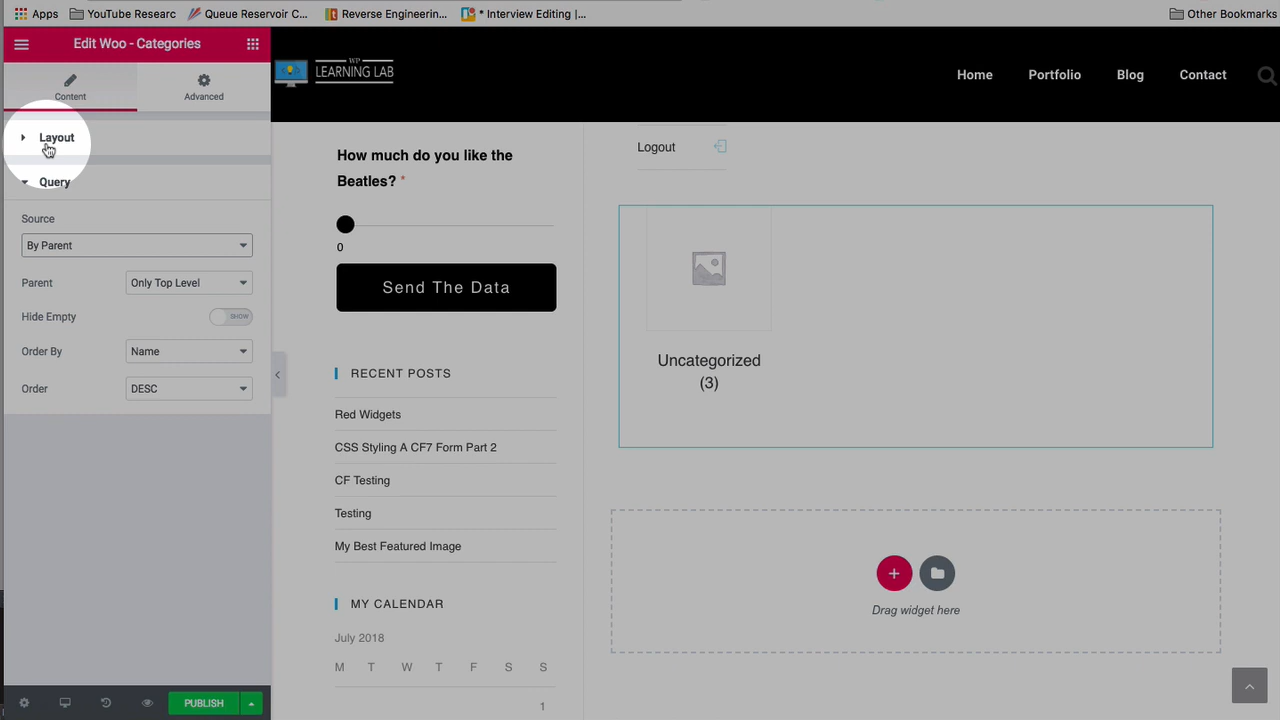 Apps
YouTube Researc
Queue Reservoir C...
Reverse Engineerin...
* Interview Editing |...
Other Bookmarks
Edit Woo - Categories
Content
Advanced
Layout
Query
Source
By Parent
Parent
Only Top Level
Hide Empty
SHOW
Order By
Name
Order
DESC
PUBLISH
WP
LEARNING LAB
Home
Portfolio
Blog
Contact
How much do you like the
Beatles? *
0
Send The Data
RECENT POSTS
Red Widgets
CSS Styling A CF7 Form Part 2
CF Testing
Testing
My Best Featured Image
MY CALENDAR
July 2018
M T W T F S S
1
Logout
Uncategorized
(3)
Drag widget here